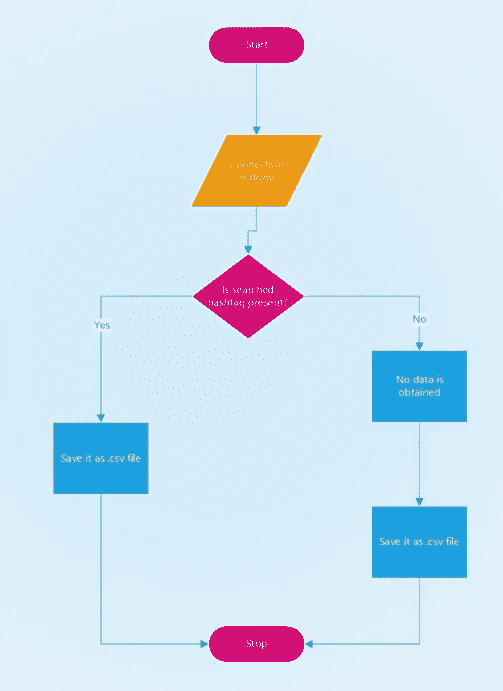 Start
is done
Is searched
hashtag present?
Yes
No
No data is
obtained
Save it as .csv file
Save it as .csv file
Stop